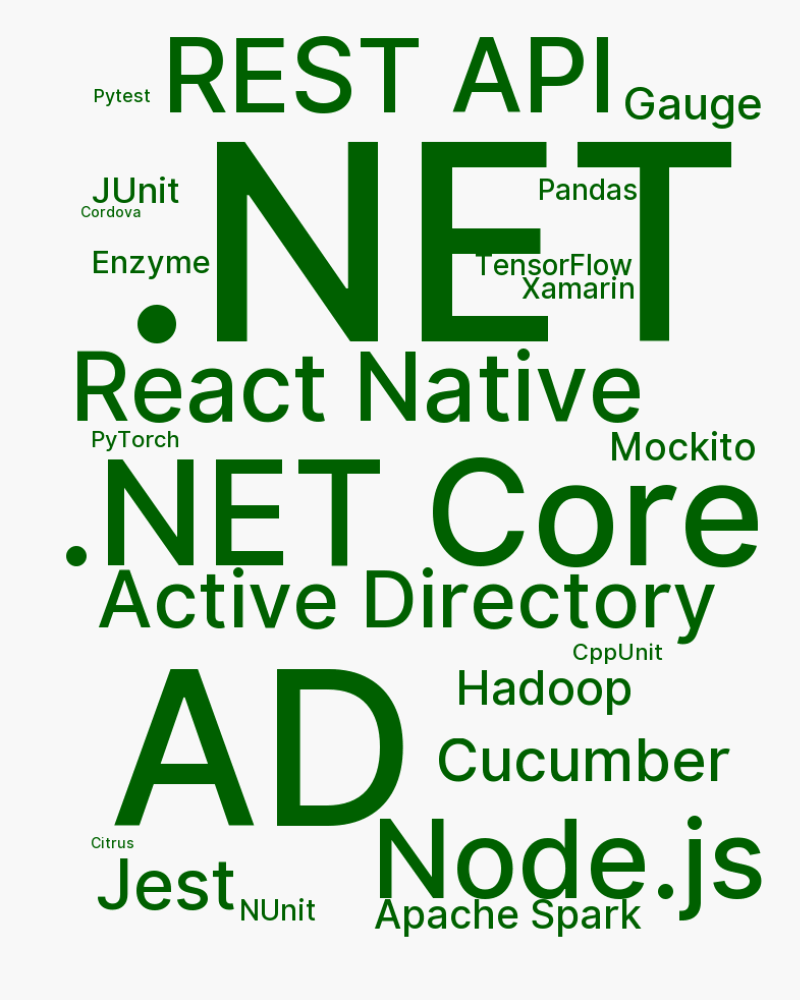 REST API
Pytest
Gauge
.NET
JUnit
Pandas
Cordova
Enzyme
TensorFlow
Xamarin
React Native
PyTorch
Mockito
.NET Core
Active Directory
CppUnit
AD
Hadoop
Cucumber
Citrus
Node.js
Jest
NUnit
Apache Spark